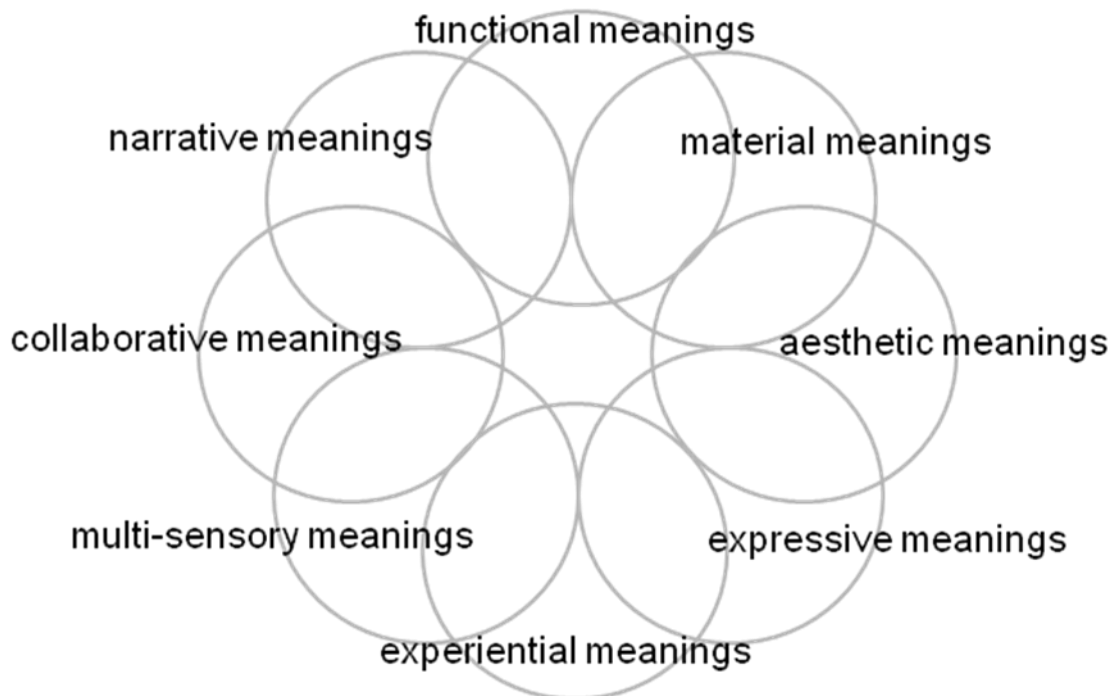 functional meanings
narrative meanings
material meanings
collaborative meanings
aesthetic meanings
multi-sensory meanings
expressive meanings
experiential meanings